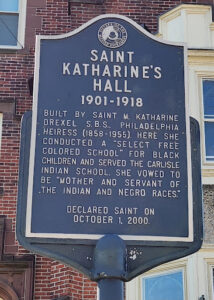 SAINT
KATHARINE'S
HALL
1901-1918
BUILT BY SAINT M. KATHARINE
DREXEL S.B.S. PHILADELPHIA
HEIRESS (1858-1955). HERE SHE
CONDUCTED A "SELECT FREE
COLORED SCHOOL" FOR BLACK
CHILDREN AND SERVED THE CARLISLE
INDIAN SCHOOL. SHE VOWED TO
BE "MOTHER AND SERVANT OF
THE INDIAN AND NEGRO RACES."
DECLARED SAINT ON
OCTOBER 1, 2000.